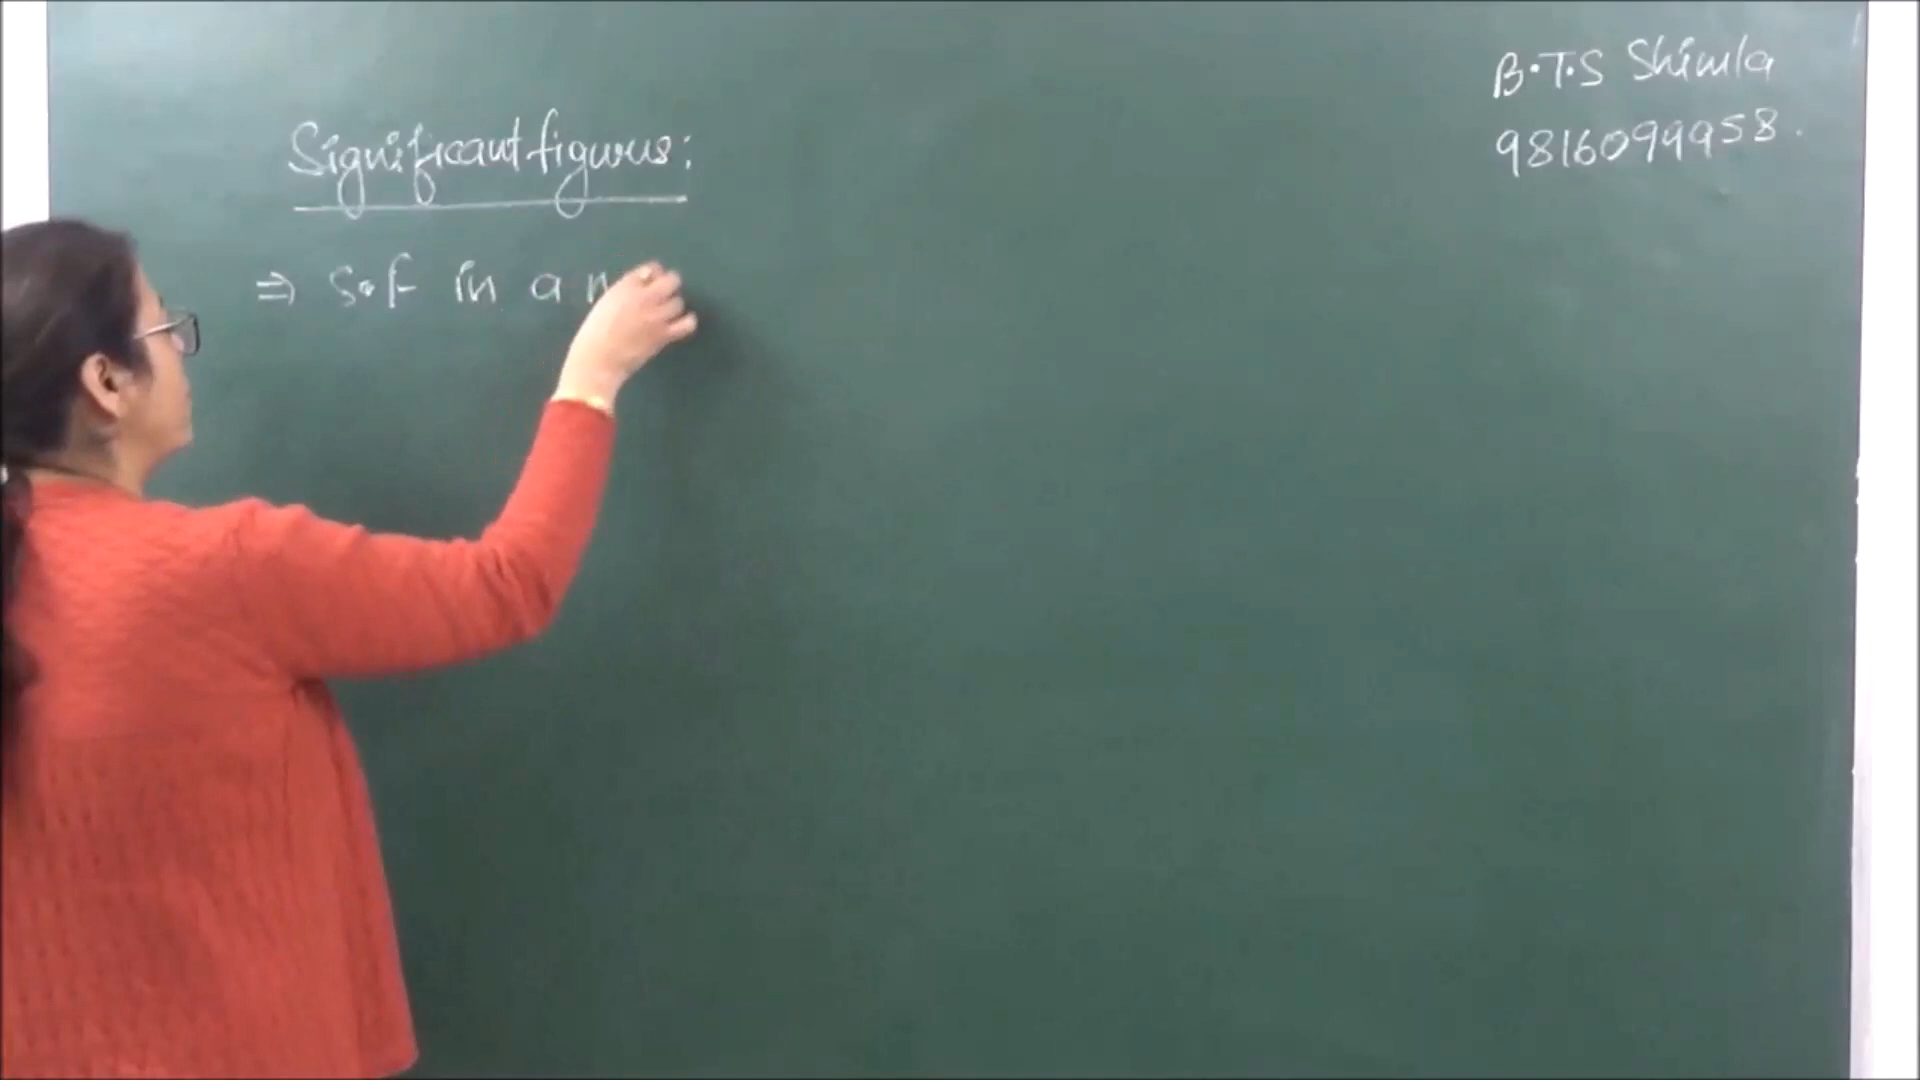 B.T.S Shimla
9816099958.
Significant figures:
⇒ S.F in a